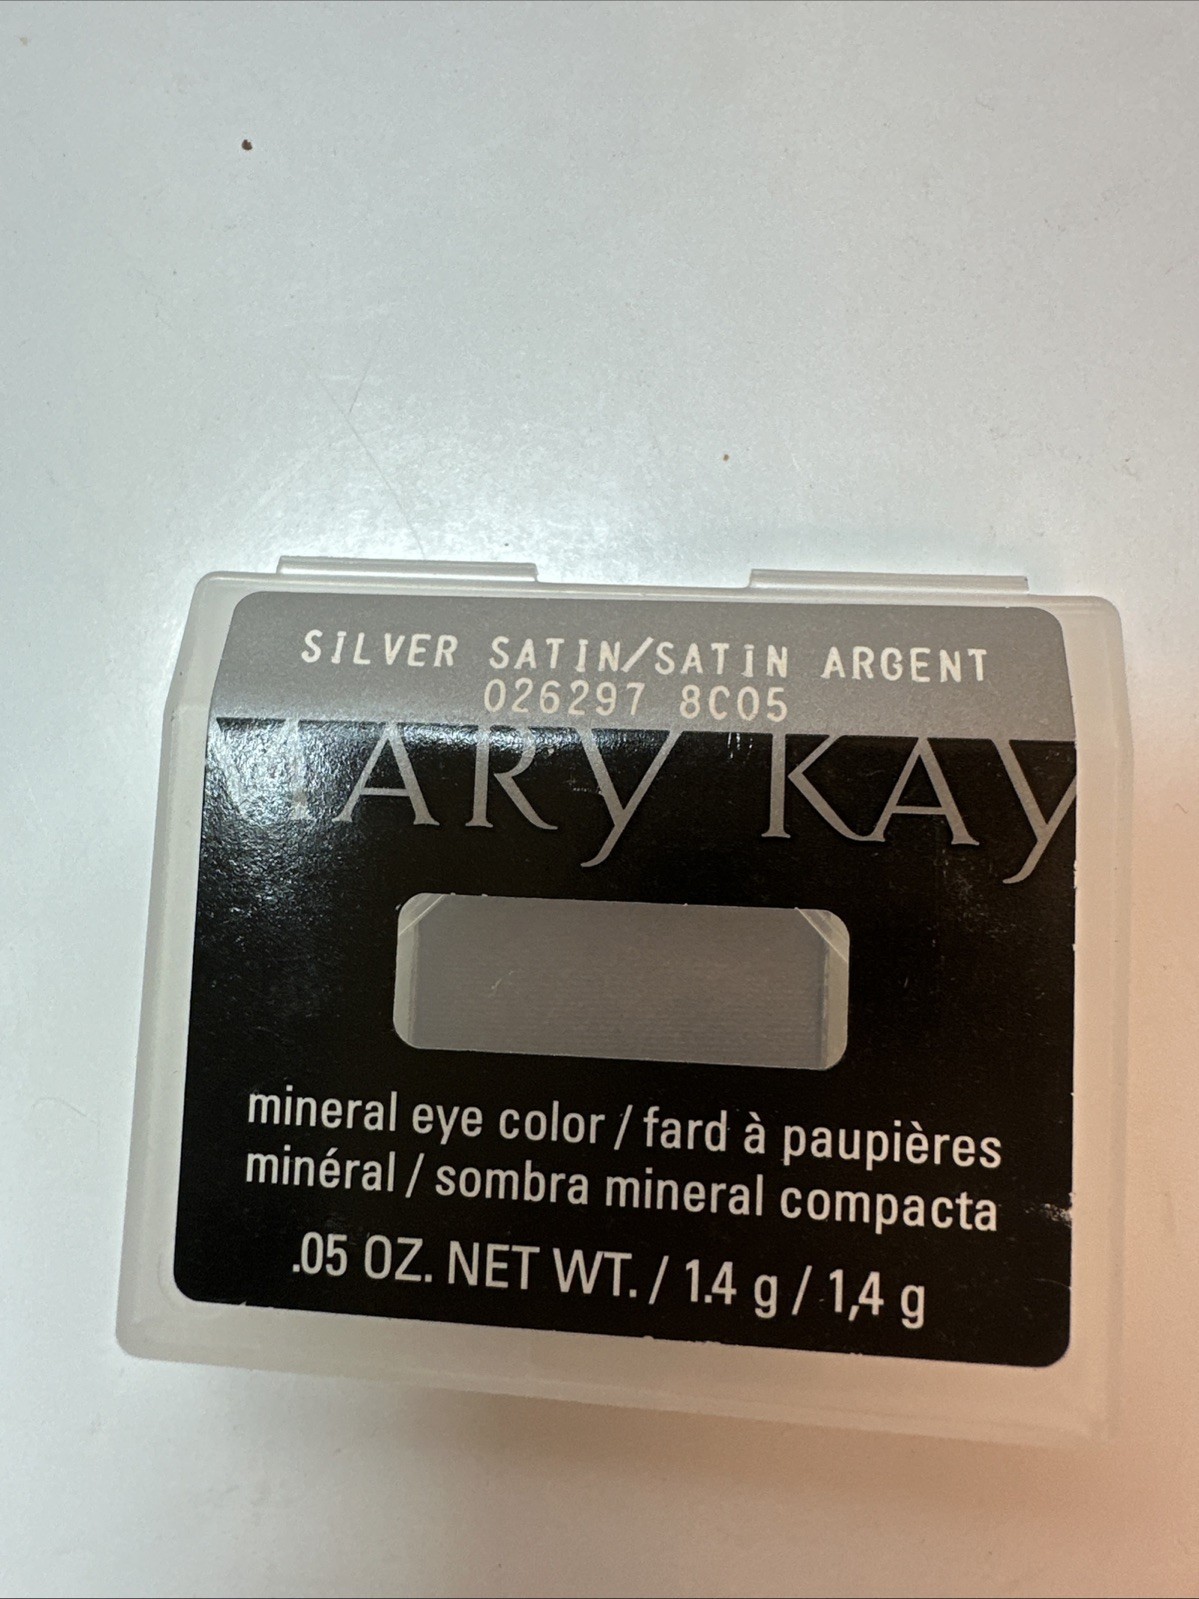 SILVER SATIN/SATIN ARGENT
026297 8C05
MARY KAY
mineral eye color / fard à paupières
minéral / sombra mineral compacta
.05 OZ. NET WT. / 1.4 g / 1,4 g